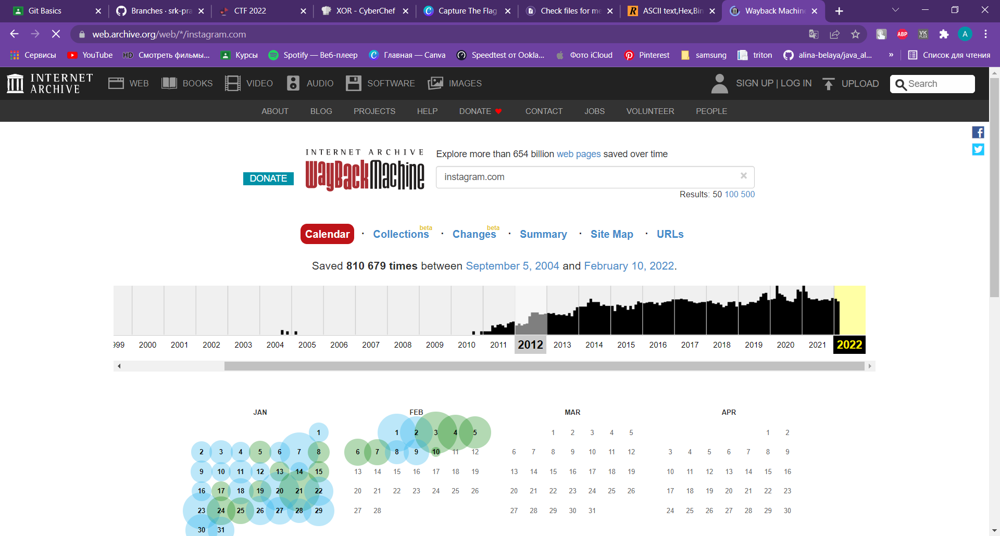 Git Basics
Branches · srk-pra
CTF 2022
XOR - CyberChef
Capture The Flag
Check files for me
ASCII text,Hex,Bin
Wayback Machine
web.archive.org/web/*/instagram.com
ABP
VK
FLEX
A
Сервисы
YouTube
HD Смотреть фильмы...
Курсы
Spotify — Веб-плеер
Главная — Canva
Speedtest от Ookla...
Фото iCloud
Pinterest
samsung
triton
alina-belaya/java_al...
»
Список для чтения
INTERNET
ARCHIVE
WEB
BOOKS
VIDEO
AUDIO
SOFTWARE
IMAGES
SIGN UP | LOG IN
UPLOAD
Search
ABOUT BLOG PROJECTS HELP DONATE CONTACT JOBS VOLUNTEER PEOPLE
DONATE
INTERNET ARCHIVE
WayBackMachine
Explore more than 654 billion web pages saved over time
instagram.com
Results: 50 100 500
Calendar · Collections beta · Changes beta · Summary · Site Map · URLs
Saved 810 679 times between September 5, 2004 and February 10, 2022.
999 2000 2001 2002 2003 2004 2005 2006 2007 2008 2009 2010 2011 2012 2013 2014 2015 2016 2017 2018 2019 2020 2021 2022
JAN
1
2 3 4 5 6 7 8
9 10 11 12 13 14 15
16 17 18 19 20 21 22
23 24 25 26 27 28 29
30 31
FEB
1 2 3 4 5
6 7 8 9 10 11 12
13 14 15 16 17 18 19
20 21 22 23 24 25 26
27 28
MAR
1 2 3 4 5
6 7 8 9 10 11 12
13 14 15 16 17 18 19
20 21 22 23 24 25 26
27 28 29 30 31
APR
1 2
3 4 5 6 7 8 9
10 11 12 13 14 15 16
17 18 19 20 21 22 23
24 25 26 27 28 29 30